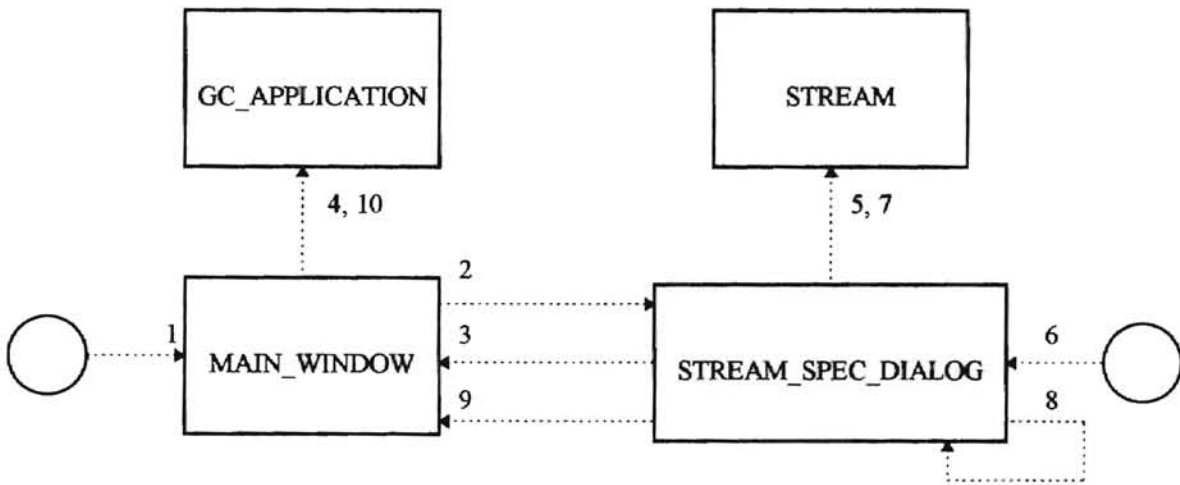 GC_APPLICATION
STREAM
4, 10
5, 7
2
1
3
6
MAIN_WINDOW
STREAM_SPEC_DIALOG
9
8